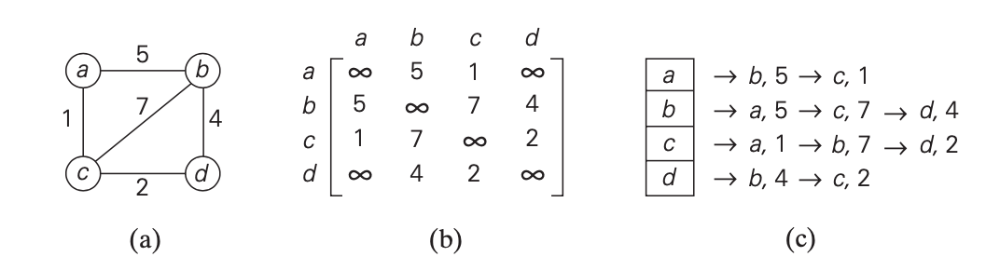 a 5 b
1 7 4
c 2 d
(a)
a b c d
a ∞ 5 1 ∞
b 5 ∞ 7 4
c 1 7 ∞ 2
d ∞ 4 2 ∞
(b)
a → b, 5 → c, 1
b → a, 5 → c, 7 → d, 4
c → a, 1 → b, 7 → d, 2
d → b, 4 → c, 2
(c)